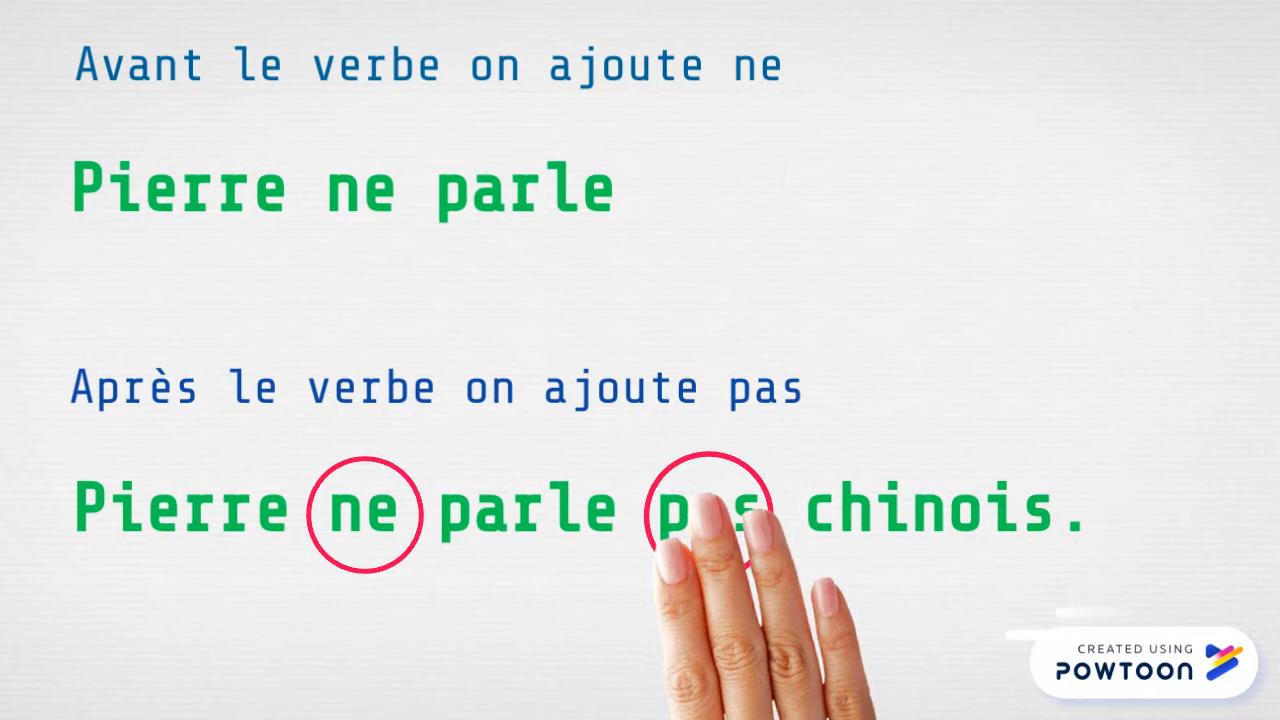 Avant le verbe on ajoute ne
Pierre ne parle
Après le verbe on ajoute pas
Pierre ne parle pas chinois.
CREATED USING
POWTOON